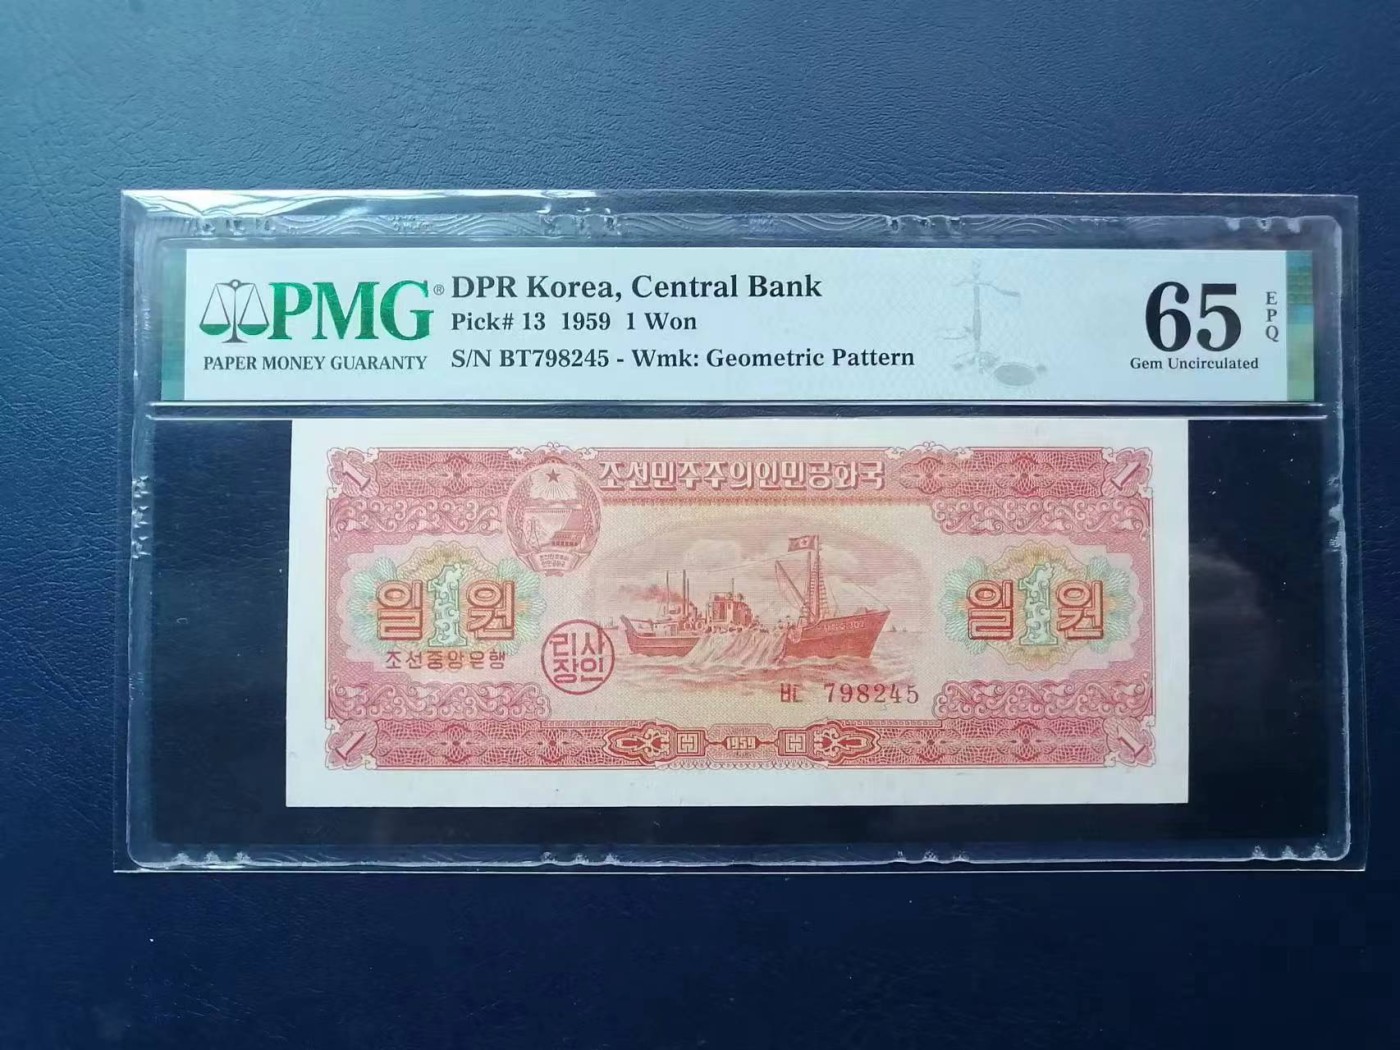 PMG®
PAPER MONEY GUARANTY
DPR Korea, Central Bank
Pick# 13 1959 1 Won
S/N BT798245 - Wmk: Geometric Pattern
65
EPQ
Gem Uncirculated
1
조선민주주의인민공화국
1
일1원
일1원
조선중앙은행
리사
장인
ㅂㄷ 798245
1
1959
1